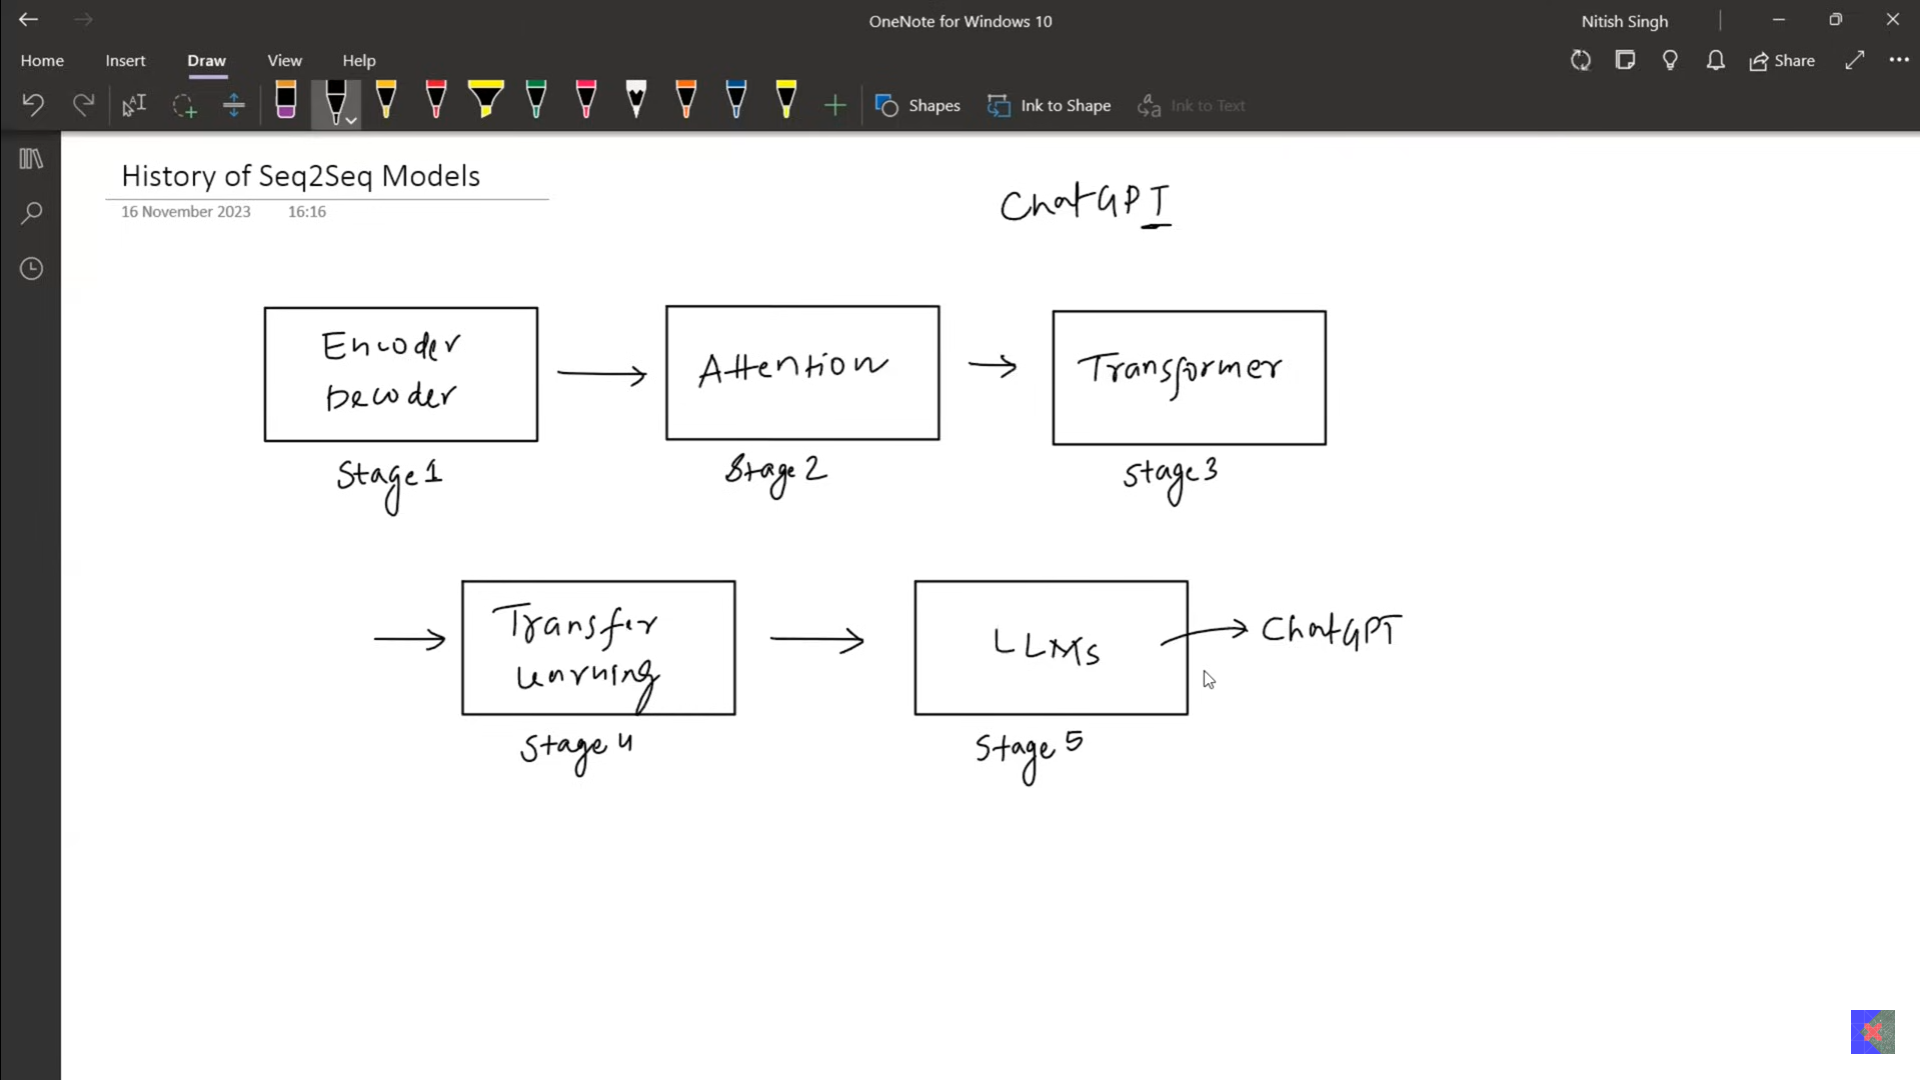 OneNote for Windows 10
Nitish Singh
Home Insert Draw View Help
Share
Shapes Ink to Shape Ink to Text
History of Seq2Seq Models
16 November 2023 16:16
ChatGPT
Encoder
Decoder
Attention
Transformer
Stage 1
Stage 2
Stage 3
Transfer
Learning
LLMs
ChatGPT
Stage 4
Stage 5